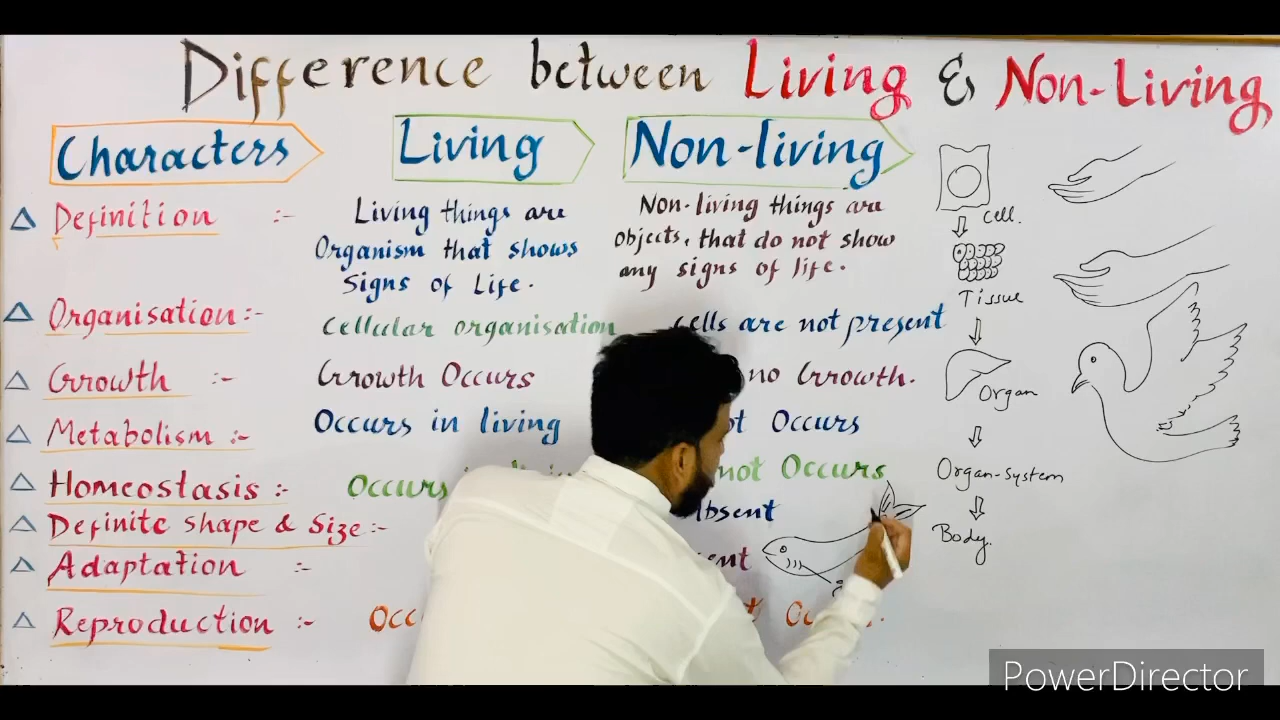 Difference between Living & Non-Living
Characters
Living
Non-living
Definition :-
Living things are
Organism that shows
Signs of Life.
Non-living things are
objects, that do not show
any signs of life.
Organisation :-
cellular organisation
cells are not present
Growth :-
Growth Occurs
no Growth.
Metabolism :-
Occurs in living
Occurs
Homeostasis :-
Occurs
not Occurs
Definite shape & Size :-
Absent
Adaptation :-
Reproduction :-
cell.
Tissue
Organ
Organ-system
Body.
PowerDirector